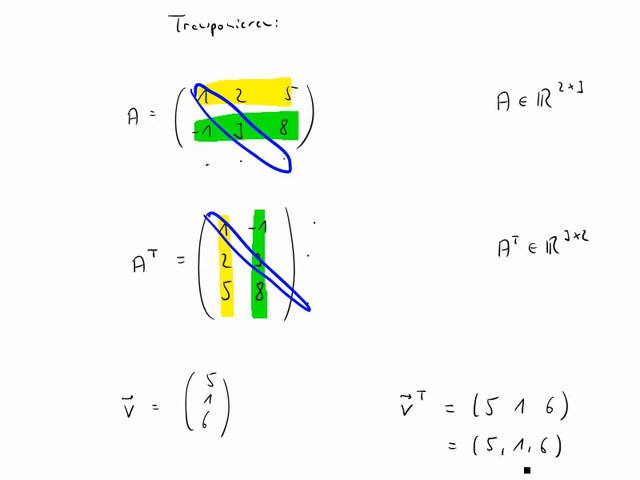 Transponieren:
A = ( 1 2 5 )      A ∈ ℝ^{2×3}
( -1 3 8 )
A^T = ( 1 -1 )      A^T ∈ ℝ^{3×2}
( 2 3 )
( 5 8 )
v⃗ = ( 5 1 6 )      v⃗^T = ( 5 1 6 )
= ( 5, 1, 6 )